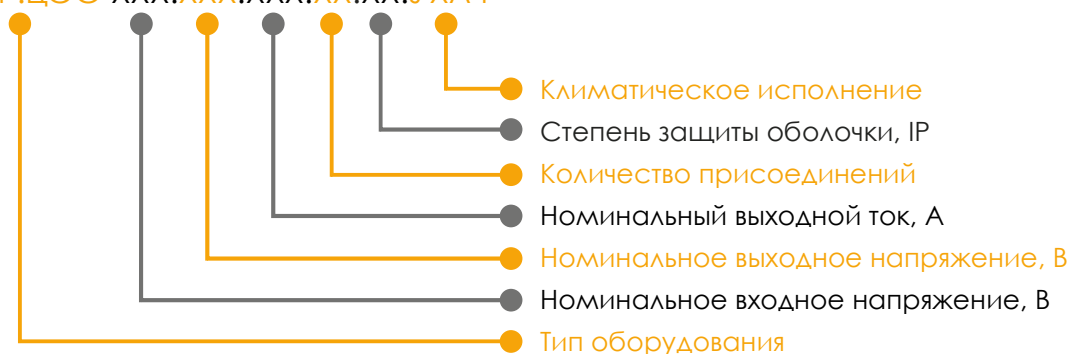 Климатическое исполнение
Степень защиты оболочки, IP
Количество присоединений
Номинальный выходной ток, А
Номинальное выходное напряжение, В
Номинальное входное напряжение, В
Тип оборудования